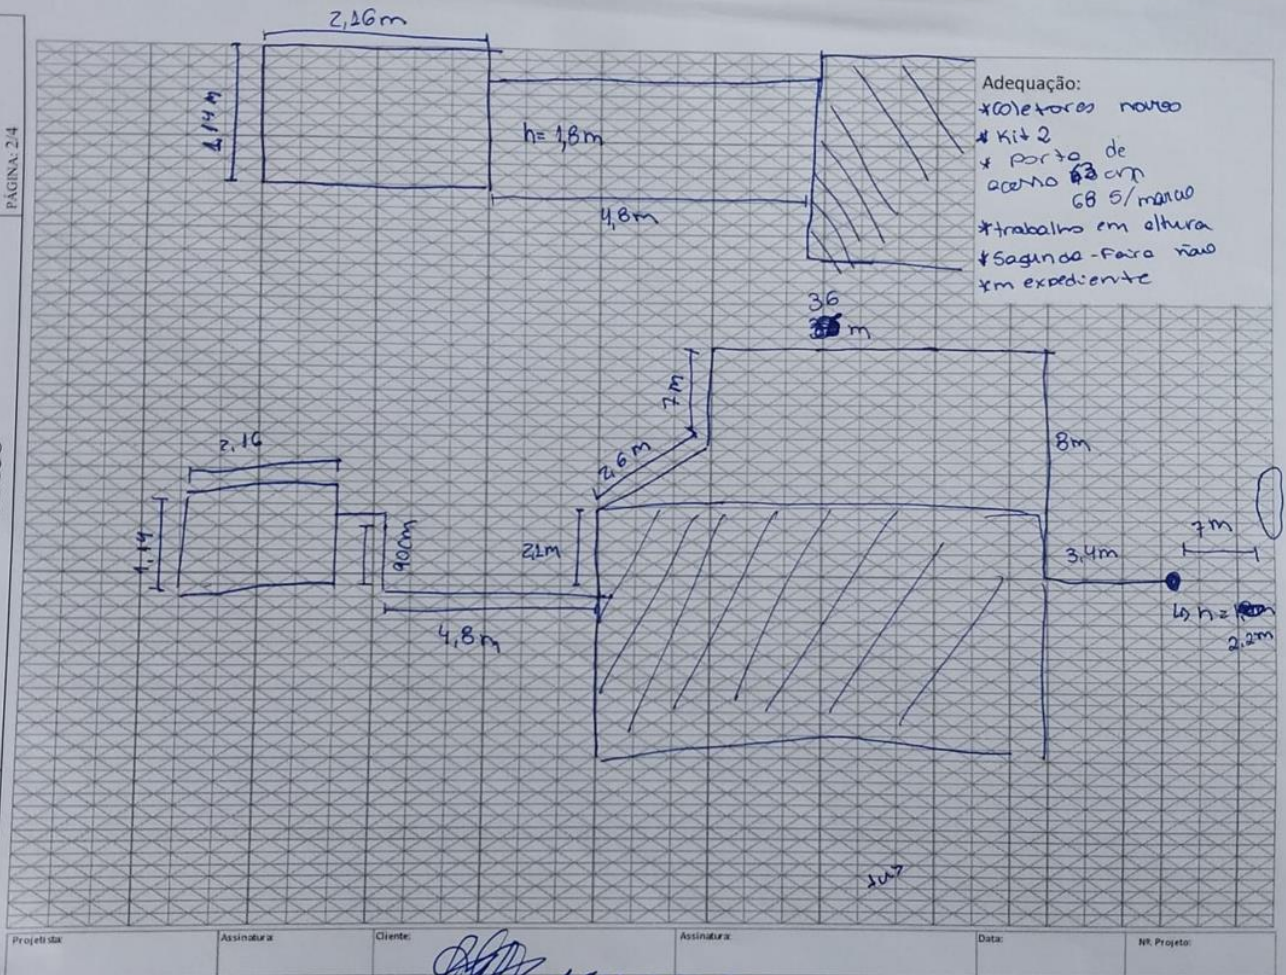 PÁGINA: 2/4
2,16m
1,14m
h= 1,8m
4,8m
Adequação:
*coletores novos
* Kit 2
* Porta de
acesso 63 cm
68 S/marco
*trabalho em altura
*Segunda-Feira não
*m expediente
36
m
7m
2,6m
8m
2,16
1,14
90cm
2,1m
4,8m
3,4m
7m
h=
2,2m
Projetista:
Assinatura:
Cliente:
Assinatura:
Data:
NR. Projeto: